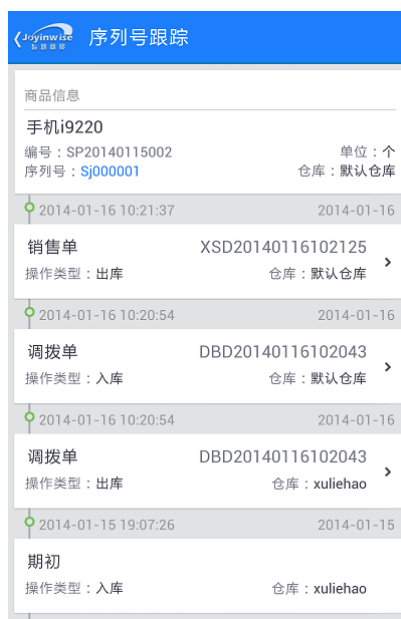 Joyinwise 序列号跟踪
商品信息
手机i9220
编号：SP20140115002 单位：个
序列号：Sj000001 仓库：默认仓库
2014-01-16 10:21:37 2014-01-16
销售单 XSD20140116102125
操作类型：出库 仓库：默认仓库
2014-01-16 10:20:54 2014-01-16
调拨单 DBD20140116102043
操作类型：入库 仓库：默认仓库
2014-01-16 10:20:54 2014-01-16
调拨单 DBD20140116102043
操作类型：出库 仓库：xuliehao
2014-01-15 19:07:26 2014-01-15
期初
操作类型：入库 仓库：xuliehao